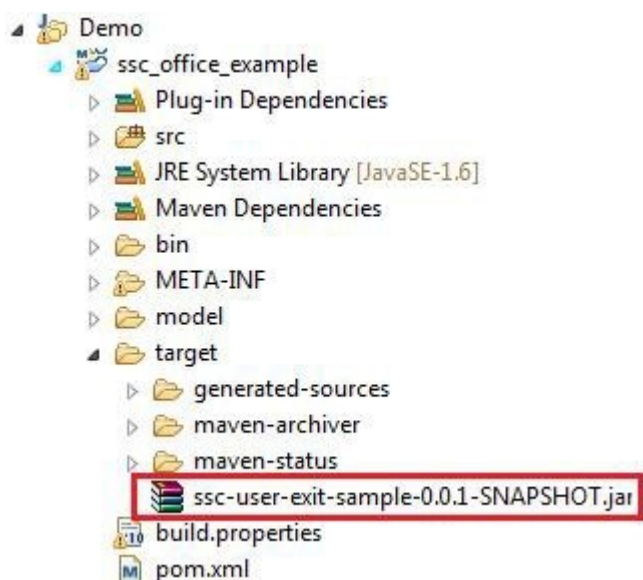 Demo
ssc_office_example
Plug-in Dependencies
src
JRE System Library [JavaSE-1.6]
Maven Dependencies
bin
META-INF
model
target
generated-sources
maven-archiver
maven-status
ssc-user-exit-sample-0.0.1-SNAPSHOT.jar
build.properties
pom.xml